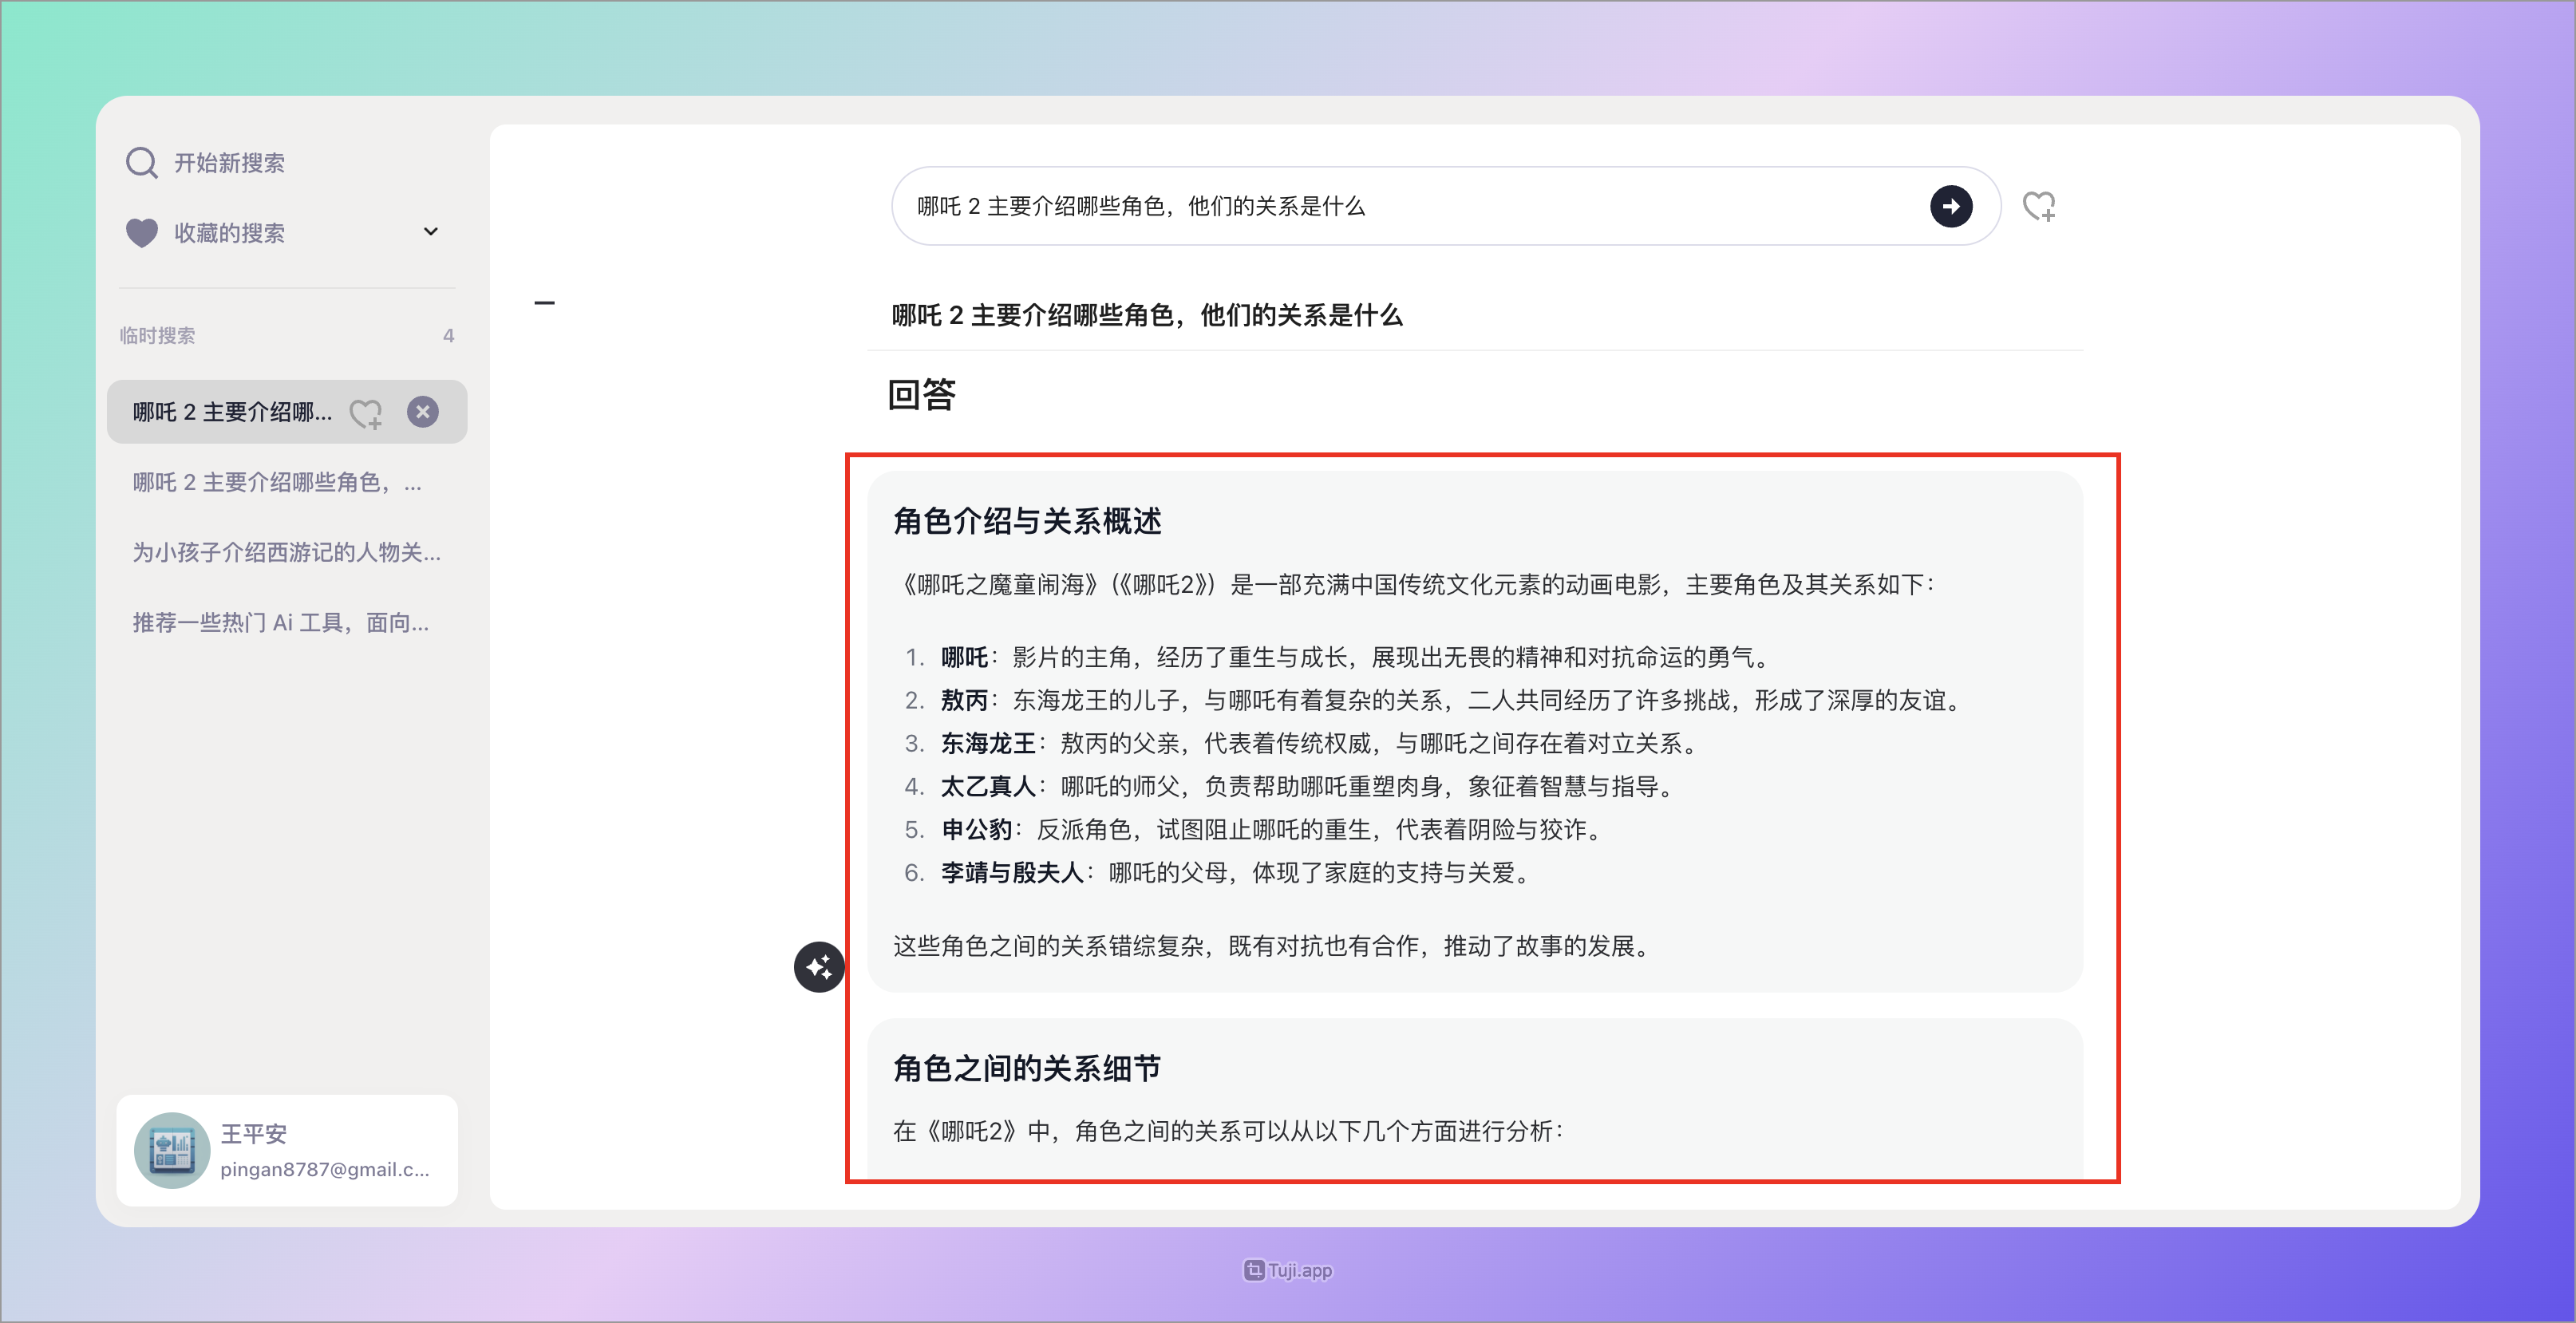 开始新搜索
收藏的搜索
临时搜索 4
哪吒 2 主要介绍哪...
哪吒 2 主要介绍哪些角色，...
为小孩子介绍西游记的人物关...
推荐一些热门 Ai 工具，面向...
王平安
pingan8787@gmail.c...
哪吒 2 主要介绍哪些角色，他们的关系是什么
哪吒 2 主要介绍哪些角色，他们的关系是什么
回答
角色介绍与关系概述
《哪吒之魔童闹海》（《哪吒2》）是一部充满中国传统文化元素的动画电影，主要角色及其关系如下：
1. 哪吒：影片的主角，经历了重生与成长，展现出无畏的精神和对抗命运的勇气。
2. 敖丙：东海龙王的儿子，与哪吒有着复杂的关系，二人共同经历了许多挑战，形成了深厚的友谊。
3. 东海龙王：敖丙的父亲，代表着传统权威，与哪吒之间存在着对立关系。
4. 太乙真人：哪吒的师父，负责帮助哪吒重塑肉身，象征着智慧与指导。
5. 申公豹：反派角色，试图阻止哪吒的重生，代表着阴险与狡诈。
6. 李靖与殷夫人：哪吒的父母，体现了家庭的支持与关爱。
这些角色之间的关系错综复杂，既有对抗也有合作，推动了故事的发展。
角色之间的关系细节
在《哪吒2》中，角色之间的关系可以从以下几个方面进行分析：
Tuji.app